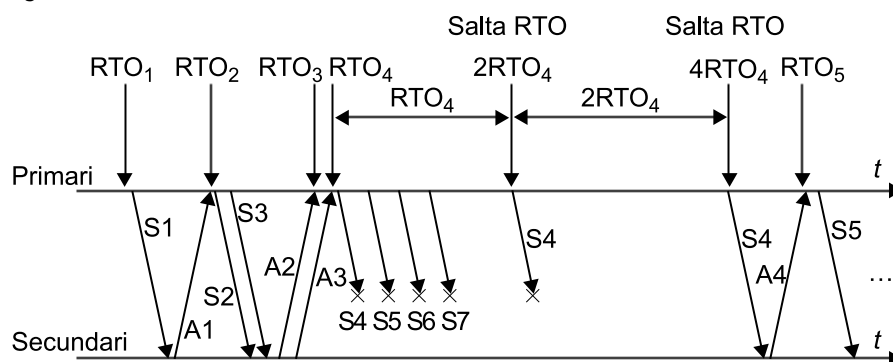 Salta RTO Salta RTO
RTO₁ RTO₂ RTO₃ RTO₄ 2RTO₄ 4RTO₄ RTO₅
RTO₄ 2RTO₄
Primari t
S1 S3 S4 S4 S5
A2 A3 A4
S2 ...
A1 S4 S5 S6 S7
Secundari t